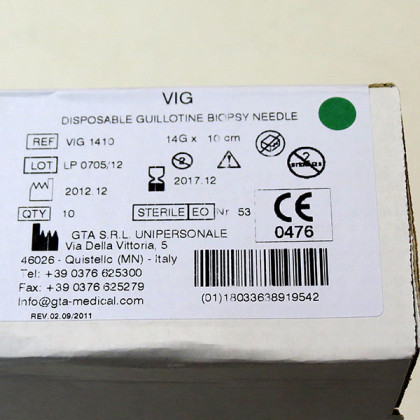 VIG
DISPOSABLE GUILLOTINE BIOPSY NEEDLE
REF VIG 1410 14G x 10 cm
LOT LP 0705/12
2012.12 2017.12
QTY 10 STERILE EO Nr 53
CE 0476
GTA S.R.L. UNIPERSONALE
Via Della Vittoria, 5
46026 - Quistello (MN) - Italy
Tel: +39 0376 625300
Fax: +39 0376 625279
Info@gta-medical.com
(01)18033638919542
REV.02.09/2011